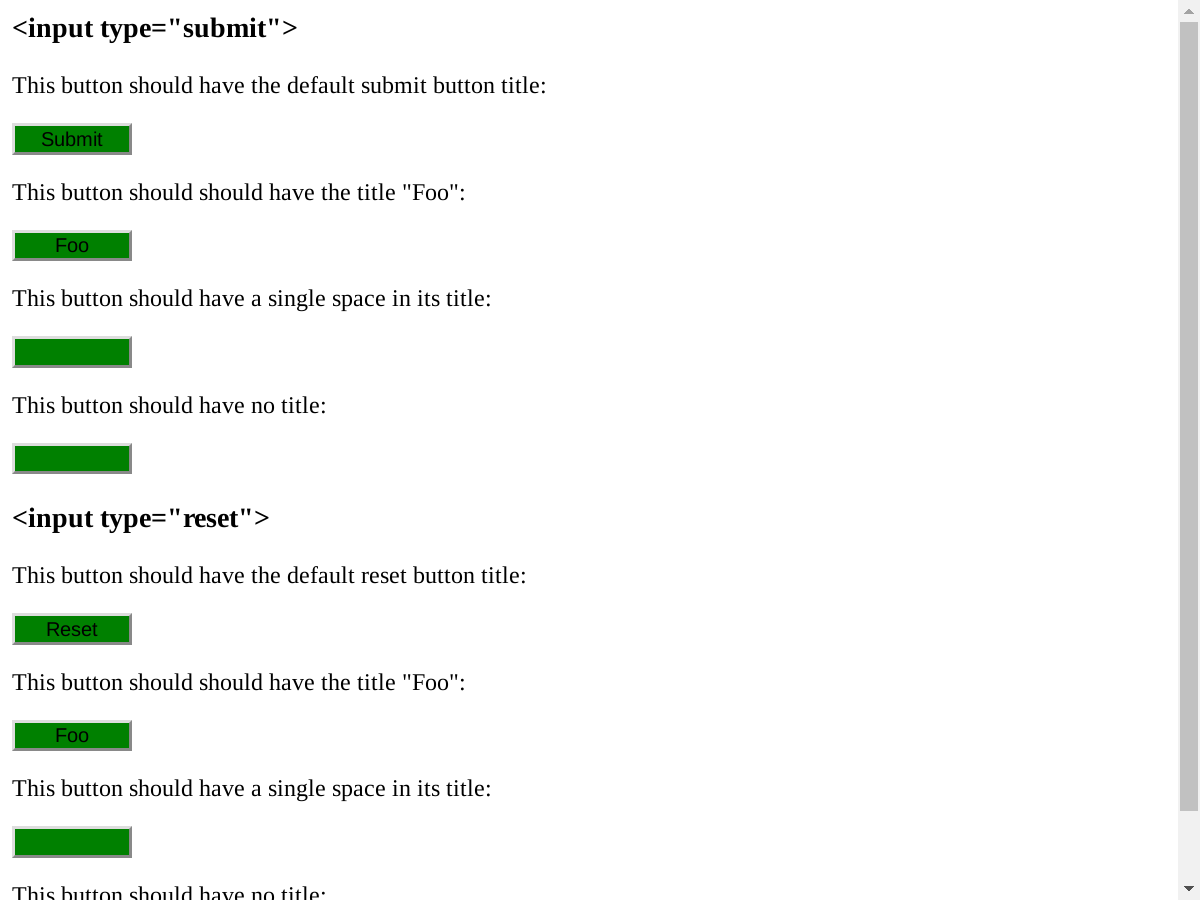 <input type="submit">
This button should have the default submit button title:
Submit
This button should should have the title "Foo":
Foo
This button should have a single space in its title:
This button should have no title:
<input type="reset">
This button should have the default reset button title:
Reset
This button should should have the title "Foo":
Foo
This button should have a single space in its title:
This button should have no title: